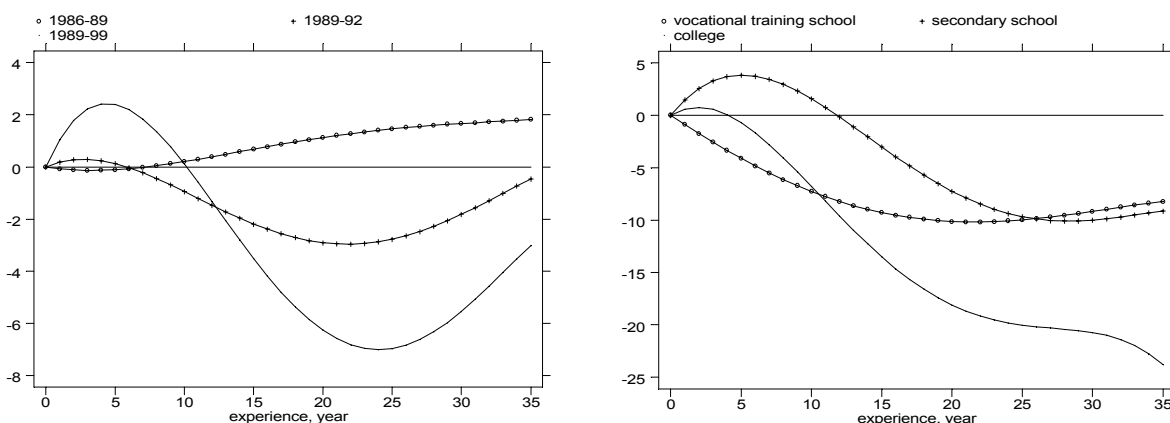 1986-89 1989-92
1989-99
4
2
0
-2
-4
-6
-8
0 5 10 15 20 25 30 35
experience, year
vocational training school secondary school
college
5
0
-5
-10
-15
-20
-25
0 5 10 15 20 25 30 35
experience, year